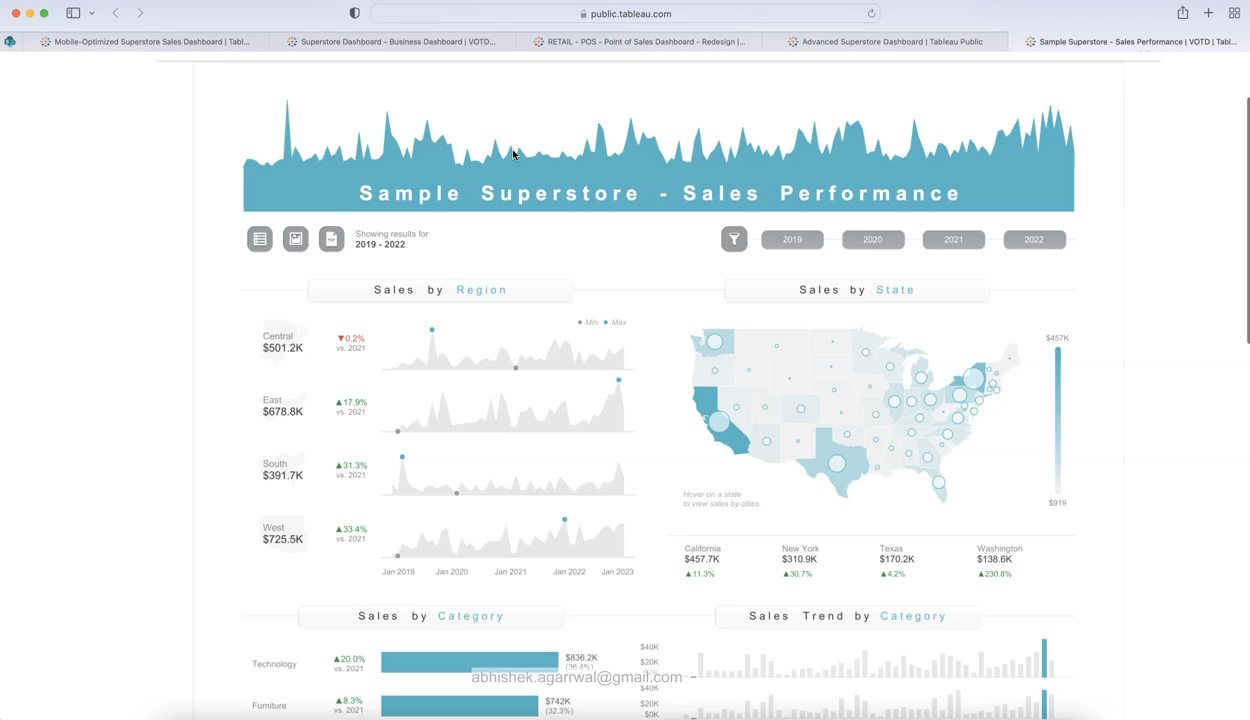 public.tableau.com
Mobile-Optimized Superstore Sales Dashboard | Tabl...
Superstore Dashboard - Business Dashboard | VOTD...
RETAIL - POS - Point of Sales Dashboard - Redesign |...
Advanced Superstore Dashboard | Tableau Public
Sample Superstore - Sales Performance | VOTD | Tabl...
Sample Superstore - Sales Performance
PDF
Showing results for
2019 - 2022
2019
2020
2021
2022
Sales by Region
Min Max
Central
$501.2K
▼0.2%
vs. 2021
East
$678.8K
▲17.9%
vs. 2021
South
$391.7K
▲31.3%
vs. 2021
West
$725.5K
▲33.4%
vs. 2021
Jan 2019 Jan 2020 Jan 2021 Jan 2022 Jan 2023
Sales by State
$457K
$919
Hover on a state
to view sales by cities.
California
$457.7K
▲11.3%
New York
$310.9K
▲30.7%
Texas
$170.2K
▲4.2%
Washington
$138.6K
▲230.8%
Sales by Category
Technology
▲20.0%
vs. 2021
$836.2K
(36.4%)
Furniture
▲8.3%
vs. 2021
$742K
(32.3%)
Sales Trend by Category
$40K
$20K
$40K
$20K
$0K
abhishek.agarrwal@gmail.com